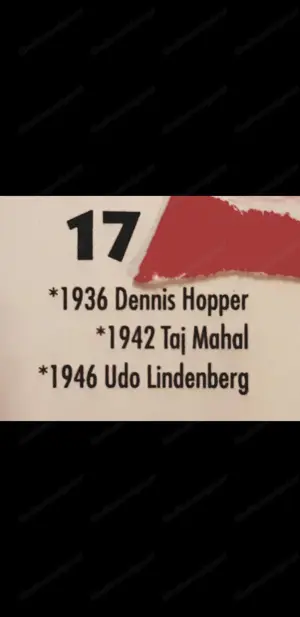 17
*1936 Dennis Hopper
*1942 Taj Mahal
*1946 Udo Lindenberg